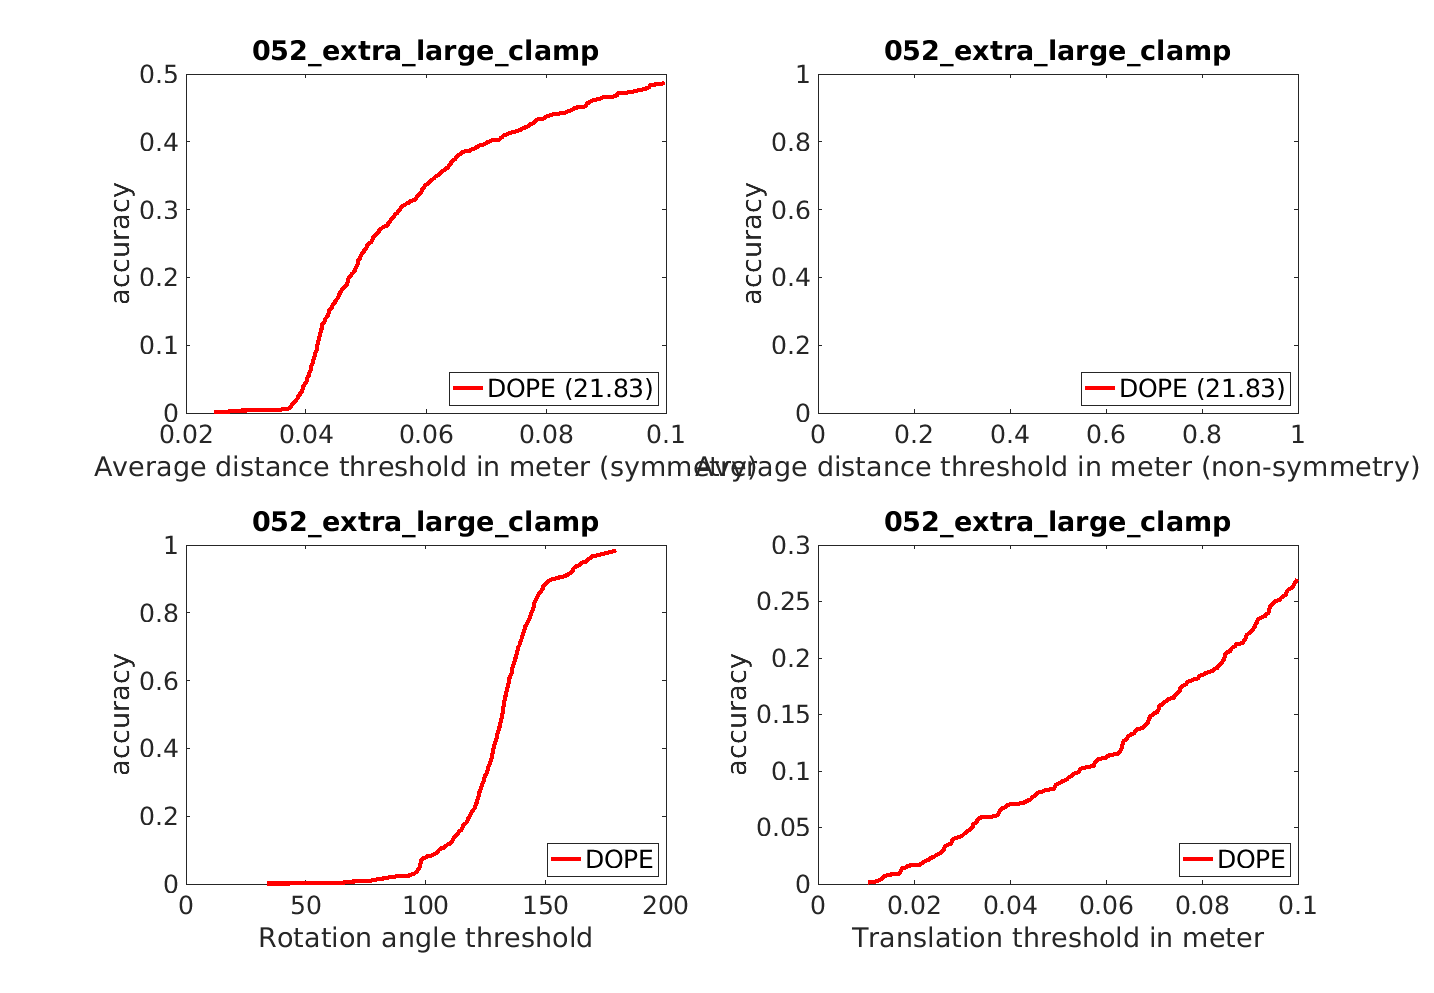 052_extra_large_clamp
0.5
0.4
0.3
0.2
0.1
0
accuracy
DOPE (21.83)
0.02 0.04 0.06 0.08 0.1
Average distance threshold in meter (symmetry)
052_extra_large_clamp
1
0.8
0.6
0.4
0.2
0
accuracy
DOPE (21.83)
0 0.2 0.4 0.6 0.8 1
Average distance threshold in meter (non-symmetry)
052_extra_large_clamp
1
0.8
0.6
0.4
0.2
0
accuracy
DOPE
0 50 100 150 200
Rotation angle threshold
052_extra_large_clamp
0.3
0.25
0.2
0.15
0.1
0.05
0
accuracy
DOPE
0 0.02 0.04 0.06 0.08 0.1
Translation threshold in meter